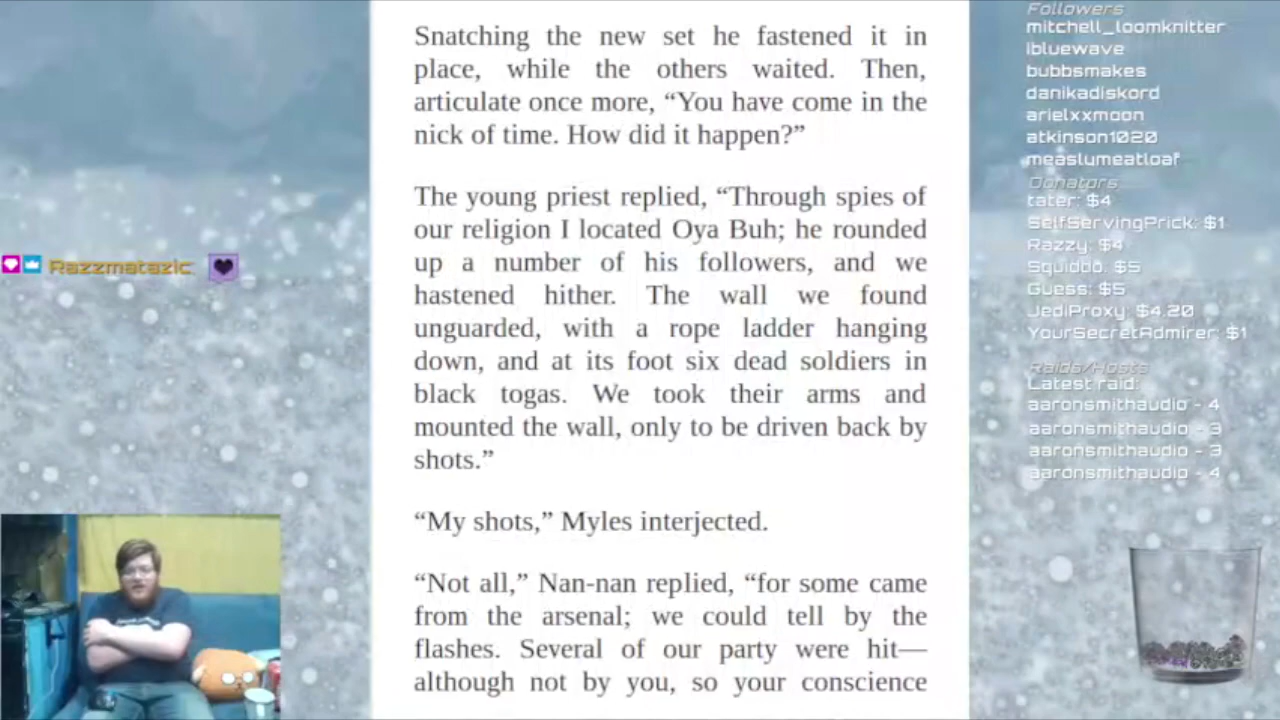 Snatching the new set he fastened it in
place, while the others waited. Then,
articulate once more, “You have come in the
nick of time. How did it happen?”
The young priest replied, “Through spies of
our religion I located Oya Buh; he rounded
up a number of his followers, and we
hastened hither. The wall we found
unguarded, with a rope ladder hanging
down, and at its foot six dead soldiers in
black togas. We took their arms and
mounted the wall, only to be driven back by
shots.”
“My shots,” Myles interjected.
“Not all,” Nan-nan replied, “for some came
from the arsenal; we could tell by the
flashes. Several of our party were hit—
although not by you, so your conscience
Razzmatazic
Followers
mitchell_loomknitter
lbluewave
bubbsmakes
danikadiskord
arielxxmoon
atkinson1020
measlymeatloaf
Donators
tater: $4
SelfServingPrick: $1
Razzy: $4
Squidoo: $5
Guess: $5
JediProxy: $4.20
YourSecretAdmirer: $1
Raids/Hosts
Latest raid:
aaronsmithaudio - 4
aaronsmithaudio - 3
aaronsmithaudio - 3
aaronsmithaudio - 4